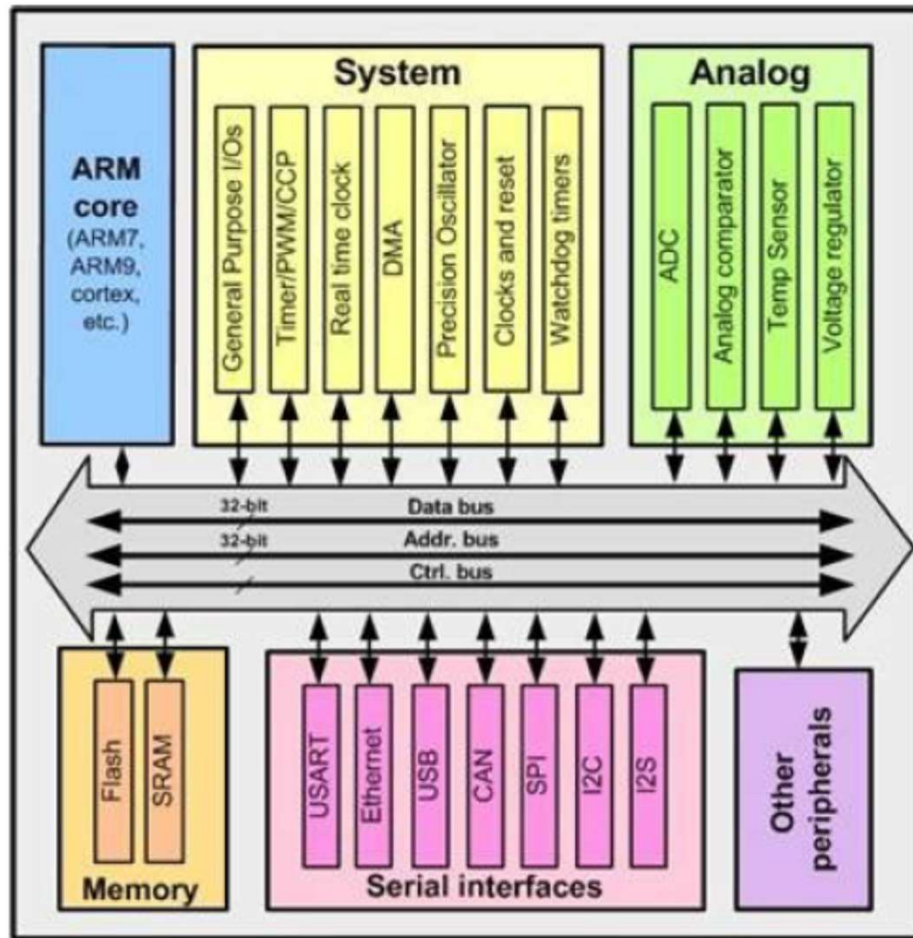 ARM
core
(ARM7,
ARM9,
cortex,
etc.)
System
General Purpose I/Os
Timer/PWM/CCP
Real time clock
DMA
Precision Oscillator
Clocks and reset
Watchdog timers
Analog
ADC
Analog comparator
Temp Sensor
Voltage regulator
32-bit Data bus
32-bit Addr. bus
Ctrl. bus
Flash
SRAM
Memory
USART
Ethernet
USB
CAN
SPI
I2C
I2S
Serial interfaces
Other
peripherals